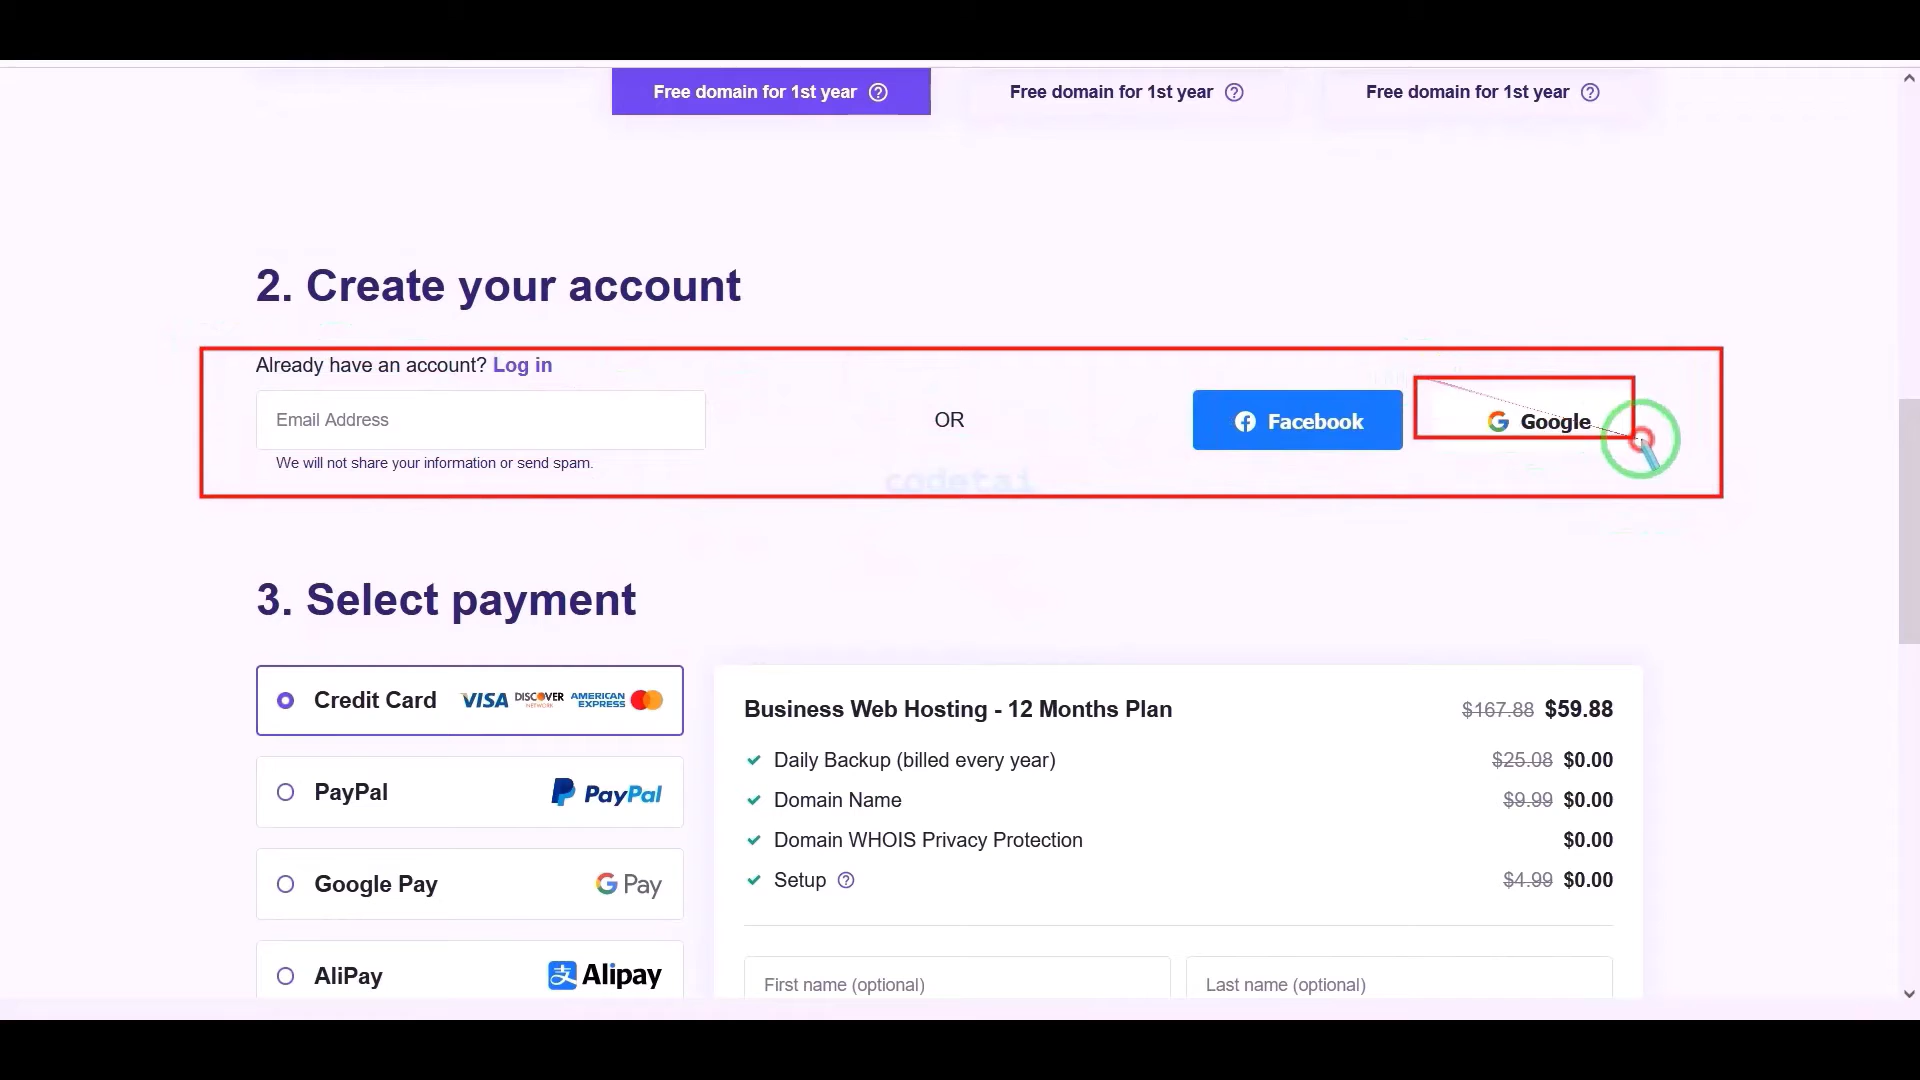 Free domain for 1st year
Free domain for 1st year
Free domain for 1st year
2. Create your account
Already have an account? Log in
Email Address
OR
Facebook
Google
We will not share your information or send spam.
codetai
3. Select payment
Credit Card VISA DISCOVER NETWORK AMERICAN EXPRESS
PayPal PayPal
Google Pay G Pay
AliPay 支 Alipay
Business Web Hosting - 12 Months Plan $167.88 $59.88
Daily Backup (billed every year) $25.08 $0.00
Domain Name $9.99 $0.00
Domain WHOIS Privacy Protection $0.00
Setup $4.99 $0.00
First name (optional) Last name (optional)